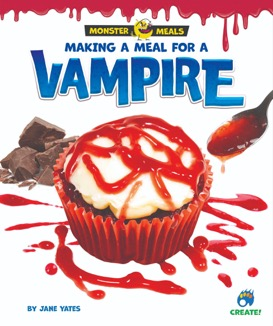 MONSTER MEALS
MAKING A MEAL FOR A
VAMPIRE
BY JANE YATES
CREATE!